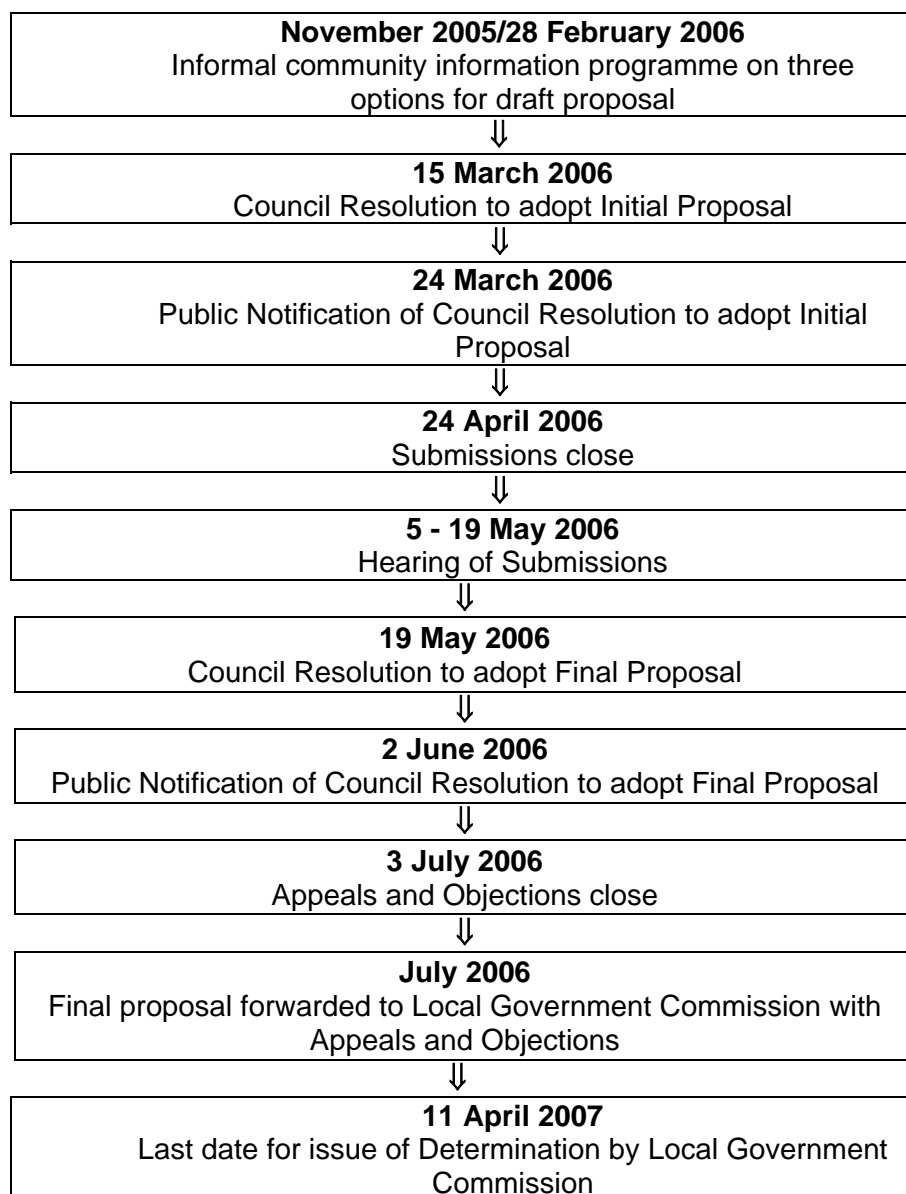 November 2005/28 February 2006
Informal community information programme on three
options for draft proposal
⇓
15 March 2006
Council Resolution to adopt Initial Proposal
⇓
24 March 2006
Public Notification of Council Resolution to adopt Initial
Proposal
⇓
24 April 2006
Submissions close
⇓
5 - 19 May 2006
Hearing of Submissions
⇓
19 May 2006
Council Resolution to adopt Final Proposal
⇓
2 June 2006
Public Notification of Council Resolution to adopt Final Proposal
⇓
3 July 2006
Appeals and Objections close
⇓
July 2006
Final proposal forwarded to Local Government Commission with
Appeals and Objections
⇓
11 April 2007
Last date for issue of Determination by Local Government
Commission